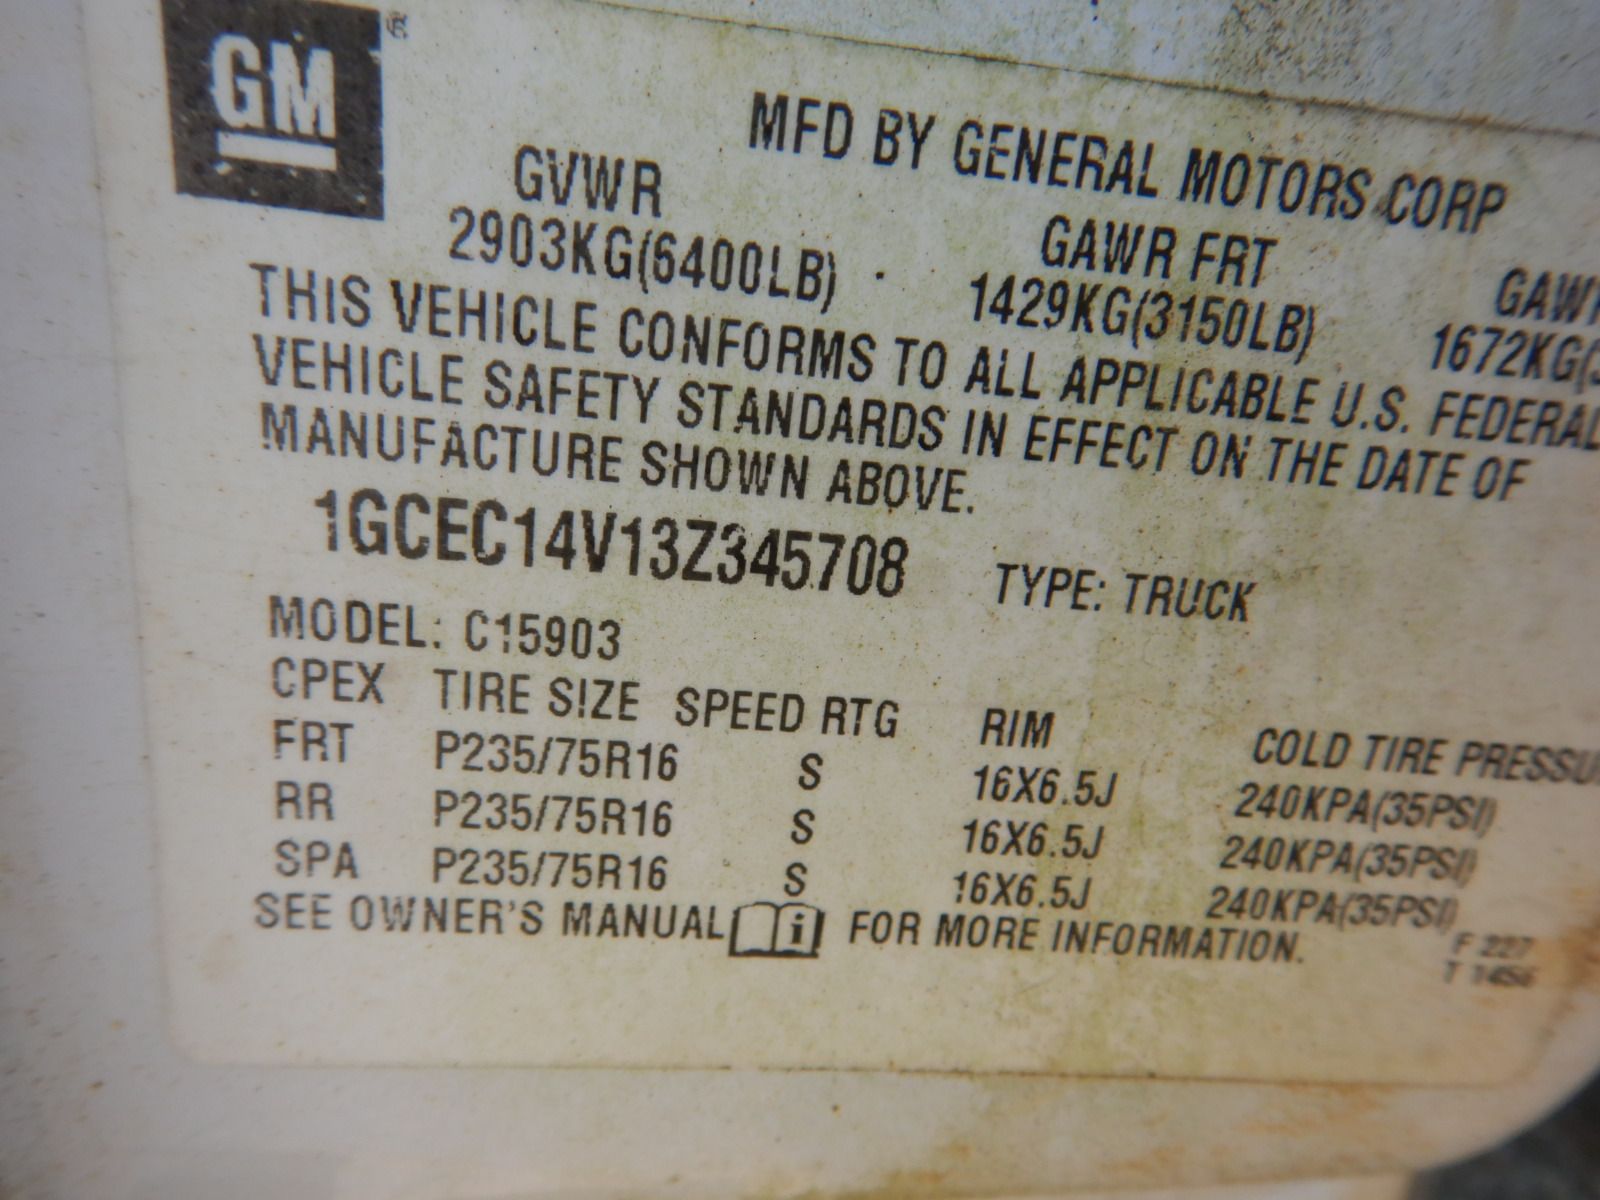 GM ®
MFD BY GENERAL MOTORS CORP
GVWR GAWR FRT
2903KG(6400LB) 1429KG(3150LB) 1672KG(
THIS VEHICLE CONFORMS TO ALL APPLICABLE U.S. FEDERAL
VEHICLE SAFETY STANDARDS IN EFFECT ON THE DATE OF
MANUFACTURE SHOWN ABOVE.
1GCEC14V13Z345708 TYPE: TRUCK
MODEL: C15903
CPEX TIRE SIZE SPEED RTG RIM COLD TIRE PRESSU
FRT P235/75R16 S 16X6.5J 240KPA(35PSI)
RR P235/75R16 S 16X6.5J 240KPA(35PSI)
SPA P235/75R16 S 16X6.5J 240KPA(35PSI)
SEE OWNER'S MANUAL i FOR MORE INFORMATION.
F 227
T 1456